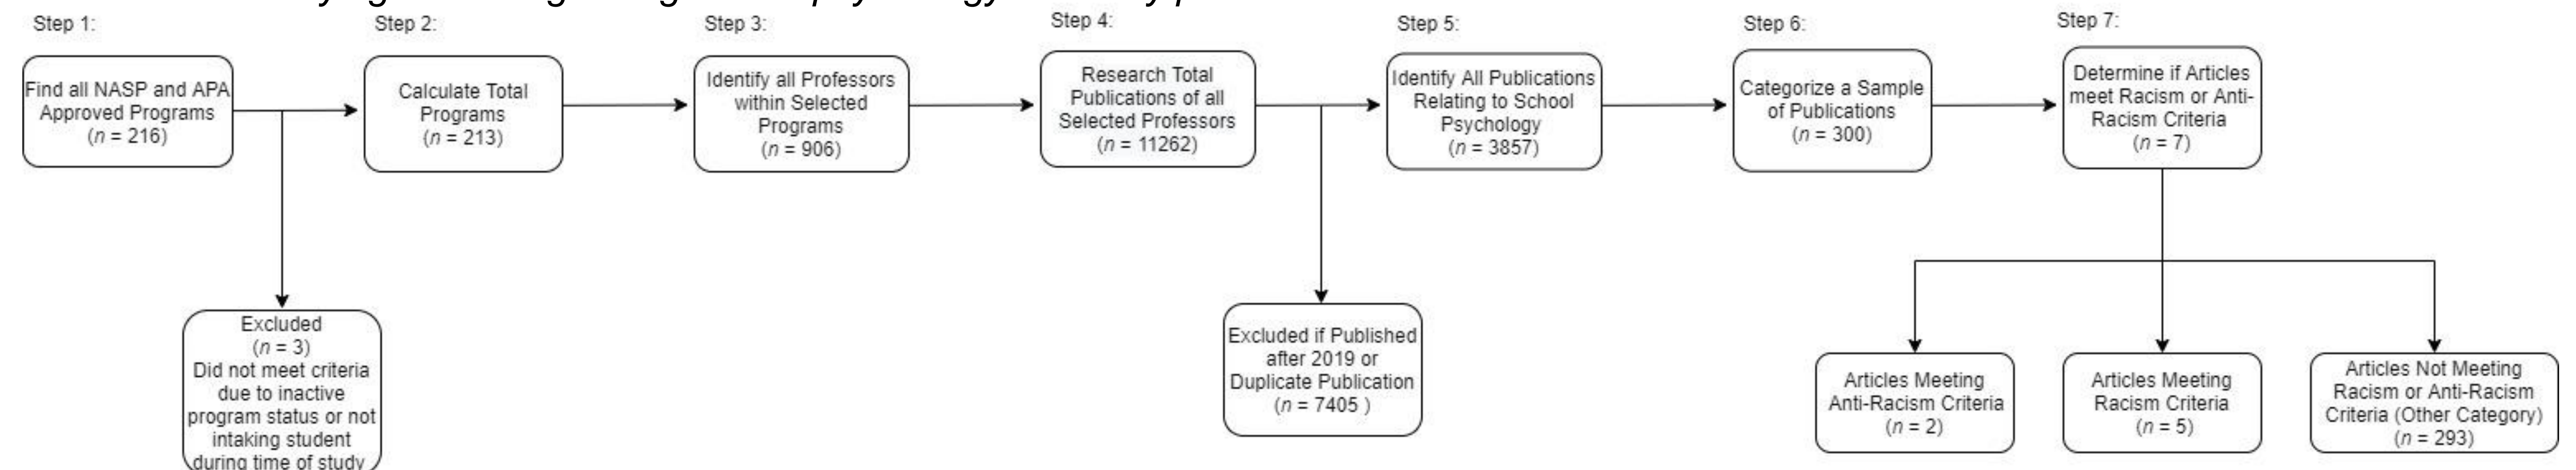 Step 1:
Find all NASP and APA
Approved Programs
(n = 216)
Excluded
(n = 3)
Did not meet criteria
due to inactive
program status or not
intaking student
during time of study
Step 2:
Calculate Total
Programs
(n = 213)
Step 3:
Identify all Professors
within Selected
Programs
(n = 906)
Step 4:
Research Total
Publications of all
Selected Professors
(n = 11262)
Excluded if Published
after 2019 or
Duplicate Publication
(n = 7405 )
Step 5:
Identify All Publications
Relating to School
Psychology
(n = 3857)
Step 6:
Categorize a Sample
of Publications
(n = 300)
Step 7:
Determine if Articles
meet Racism or Anti-
Racism Criteria
(n = 7)
Articles Meeting
Anti-Racism Criteria
(n = 2)
Articles Meeting
Racism Criteria
(n = 5)
Articles Not Meeting
Racism or Anti-Racism
Criteria (Other Category)
(n = 293)